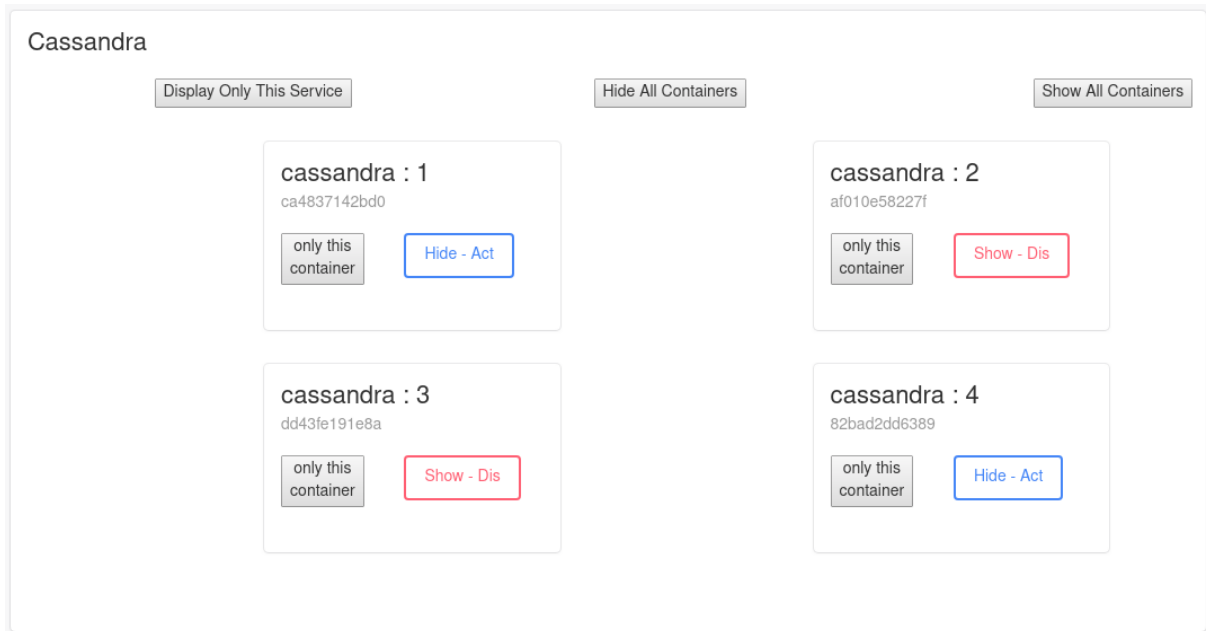 Cassandra
Display Only This Service Hide All Containers Show All Containers
cassandra : 1
ca4837142bd0
only this
container
Hide - Act
cassandra : 2
af010e58227f
only this
container
Show - Dis
cassandra : 3
dd43fe191e8a
only this
container
Show - Dis
cassandra : 4
82bad2dd6389
only this
container
Hide - Act